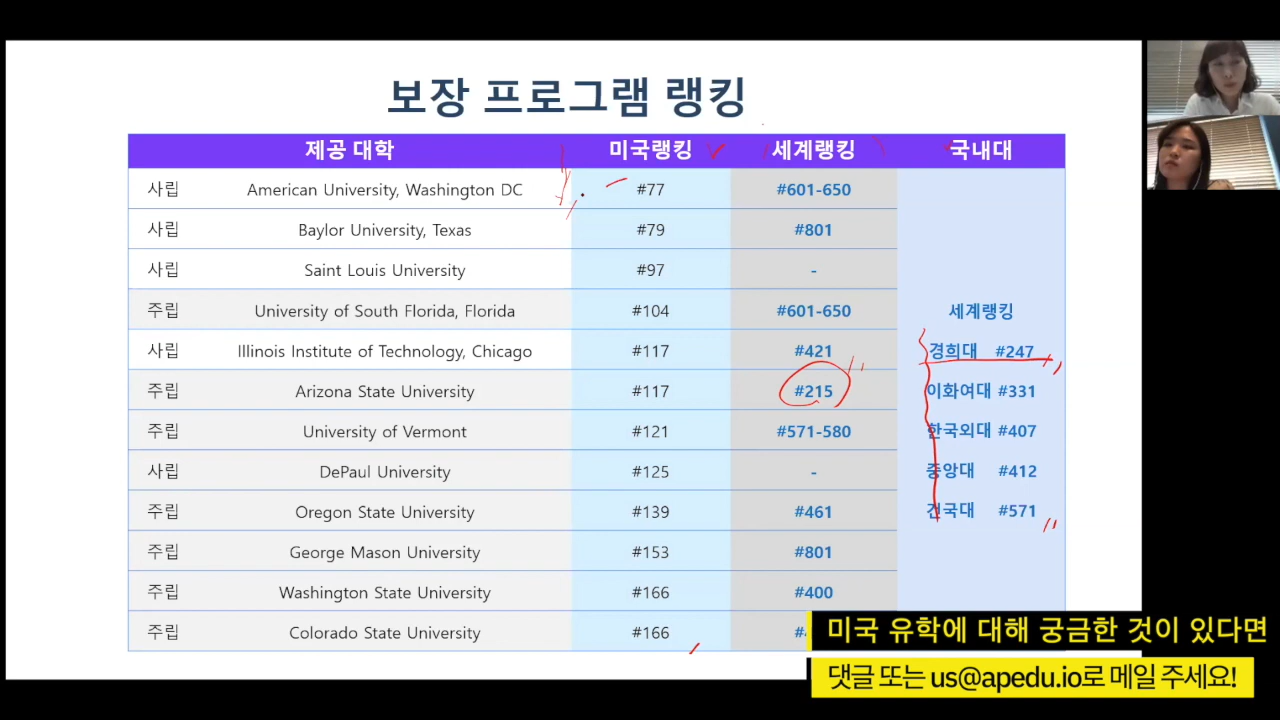 보장 프로그램 랭킹
제공 대학 미국랭킹 세계랭킹 국내대
사립 American University, Washington DC #77 #601-650
사립 Baylor University, Texas #79 #801
사립 Saint Louis University #97 -
주립 University of South Florida, Florida #104 #601-650 세계랭킹
사립 Illinois Institute of Technology, Chicago #117 #421 경희대 #247
주립 Arizona State University #117 #215 이화여대 #331
주립 University of Vermont #121 #571-580 한국외대 #407
사립 DePaul University #125 - 중앙대 #412
주립 Oregon State University #139 #461 건국대 #571
주립 George Mason University #153 #801
주립 Washington State University #166 #400
주립 Colorado State University #166
미국 유학에 대해 궁금한 것이 있다면
댓글 또는 us@apedu.io로 메일 주세요!